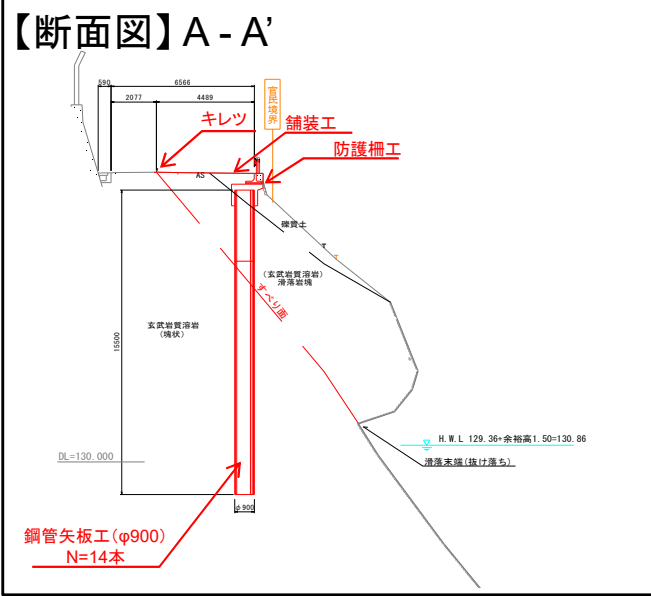 【断面図】A - A'
590
6566
2077
4489
官民境界
キレツ
舗装工
防護柵工
AS
礫質土
(玄武岩質溶岩)
滑落岩塊
すべり面
玄武岩質溶岩
(塊状)
15500
H.W.L 129.36+余裕高1.50=130.86
滑落末端(抜け落ち)
DL=130.000
φ900
鋼管矢板工(φ900)
N=14本